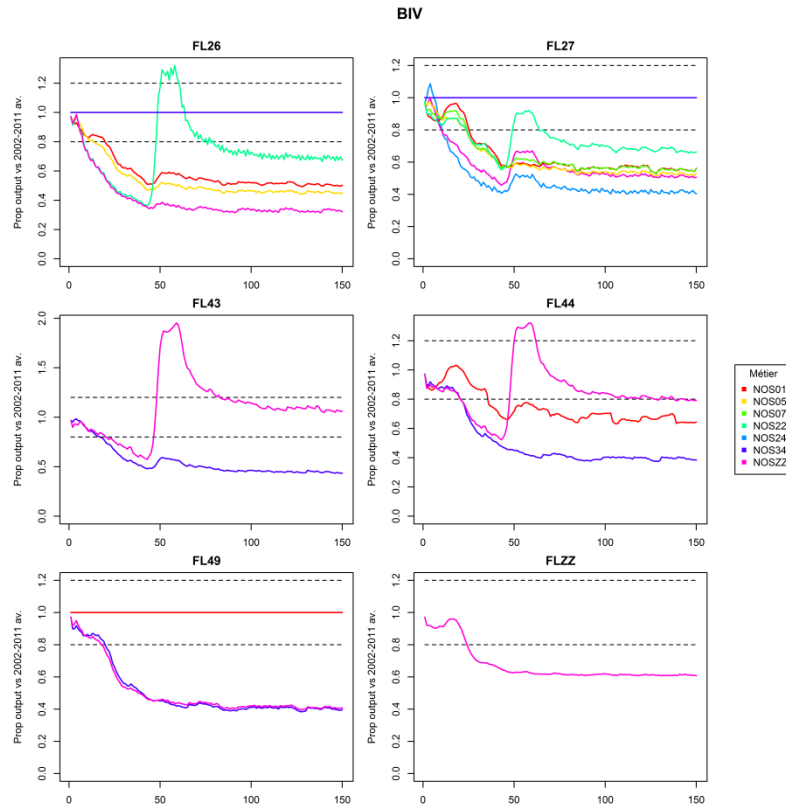 BIV
FL26
FL27
Prop output vs 2002-2011 av.
0.0 0.2 0.4 0.6 0.8 1.0 1.2
0 50 100 150
Prop output vs 2002-2011 av.
0.0 0.2 0.4 0.6 0.8 1.0 1.2
0 50 100 150
FL43
FL44
Prop output vs 2002-2011 av.
0.0 0.5 1.0 1.5 2.0
0 50 100 150
Prop output vs 2002-2011 av.
0.0 0.2 0.4 0.6 0.8 1.0 1.2
0 50 100 150
Métier
NOS01
NOS05
NOS07
NOS22
NOS24
NOS34
NOSZZ
FL49
FLZZ
Prop output vs 2002-2011 av.
0.0 0.2 0.4 0.6 0.8 1.0 1.2
0 50 100 150
Prop output vs 2002-2011 av.
0.0 0.2 0.4 0.6 0.8 1.0 1.2
0 50 100 150